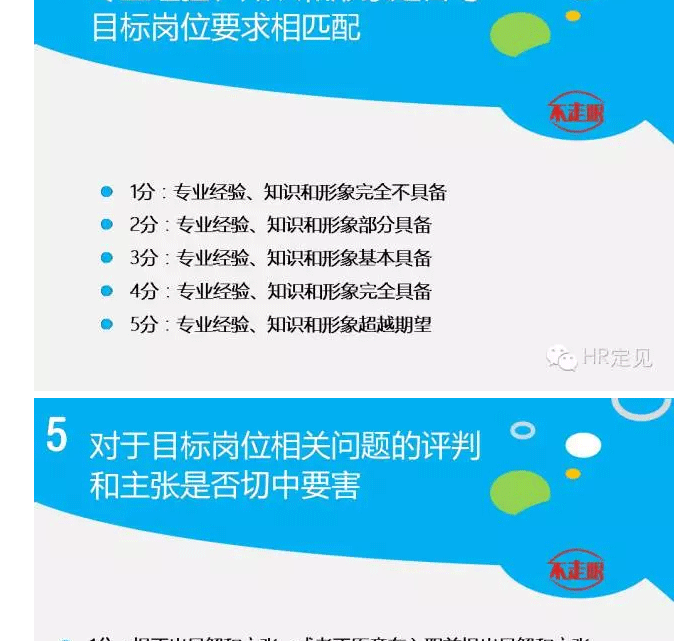 目标岗位要求相匹配
不走眼
1分：专业经验、知识和形象完全不具备
2分：专业经验、知识和形象部分具备
3分：专业经验、知识和形象基本具备
4分：专业经验、知识和形象完全具备
5分：专业经验、知识和形象超越期望
HR定见
5
对于目标岗位相关问题的评判
和主张是否切中要害
不走眼